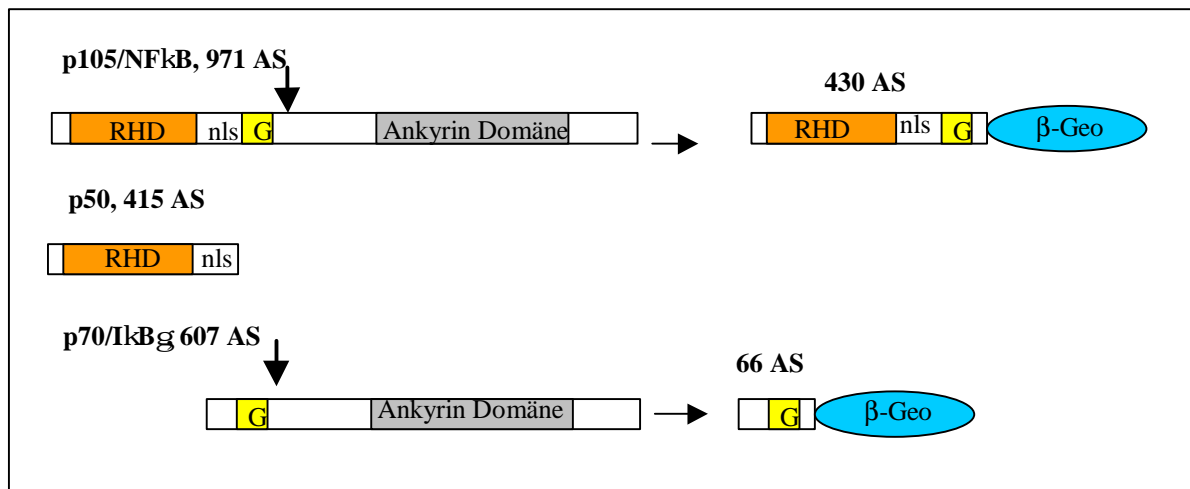 p105/NFkB, 971 AS
430 AS
RHD nls G Ankyrin Domäne
RHD nls G β-Geo
p50, 415 AS
RHD nls
p70/IkBg, 607 AS
66 AS
G Ankyrin Domäne
G β-Geo